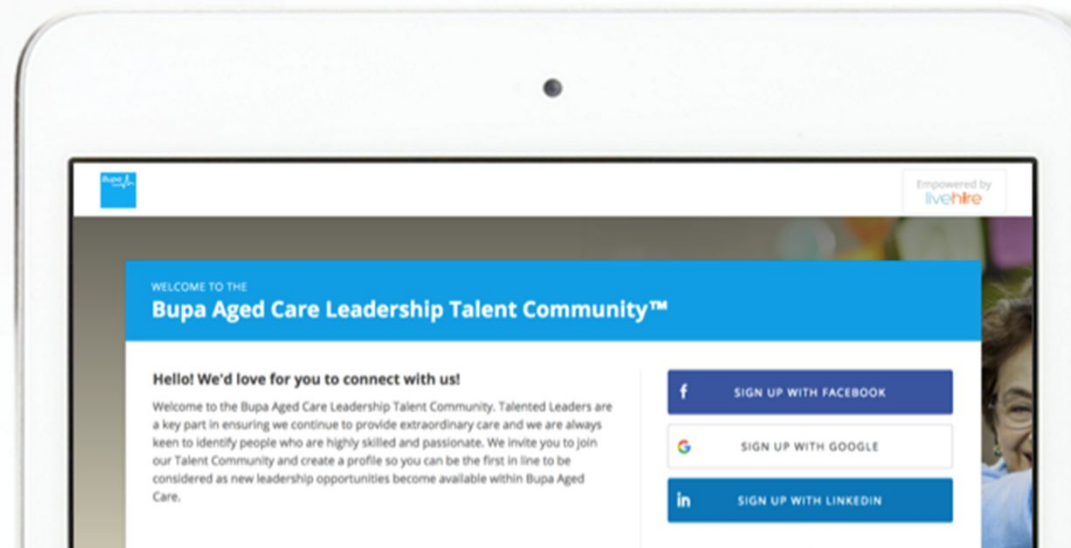 Bupa
Empowered by
livehire
WELCOME TO THE
Bupa Aged Care Leadership Talent Community™
Hello! We'd love for you to connect with us!
Welcome to the Bupa Aged Care Leadership Talent Community. Talented Leaders are
a key part in ensuring we continue to provide extraordinary care and we are always
keen to identify people who are highly skilled and passionate. We invite you to join
our Talent Community and create a profile so you can be the first in line to be
considered as new leadership opportunities become available within Bupa Aged
Care.
f SIGN UP WITH FACEBOOK
G SIGN UP WITH GOOGLE
in SIGN UP WITH LINKEDIN